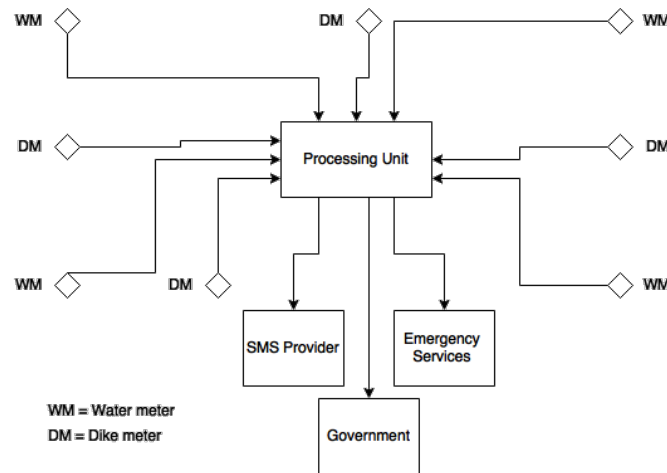 WM
DM
WM
Processing Unit
DM
DM
WM
DM
WM
SMS Provider
Emergency
Services
WM = Water meter
DM = Dike meter
Government